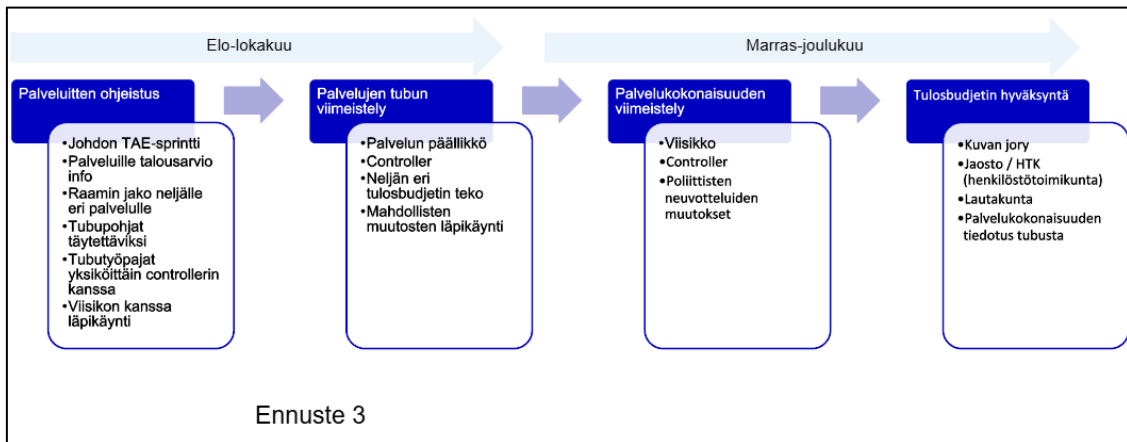 Elo-lokakuu
Marras-joulukuu
Palveluitten ohjeistus
•Johdon TAE-sprintti
•Palveluille talousarvio
info
•Raamin jako neljälle
eri palvelulle
•Tubupohjat
täytettäviksi
•Tubutyöpajat
yksiköittäin controllerin
kanssa
•Viisikon kanssa
läpikäynti
Palvelujen tubun
viimeistely
•Palvelun päällikkö
•Controller
•Neljän eri
tulosbudjetin teko
•Mahdollisten
muutosten läpikäynti
Palvelukokonaisuuden
viimeistely
•Viisikko
•Controller
•Poliittisten
neuvotteluiden
muutokset
Tulosbudjetin hyväksyntä
•Kuvan jory
•Jaosto / HTK
(henkilöstötoimikunta)
•Lautakunta
•Palvelukokonaisuuden
tiedotus tubusta
Ennuste 3